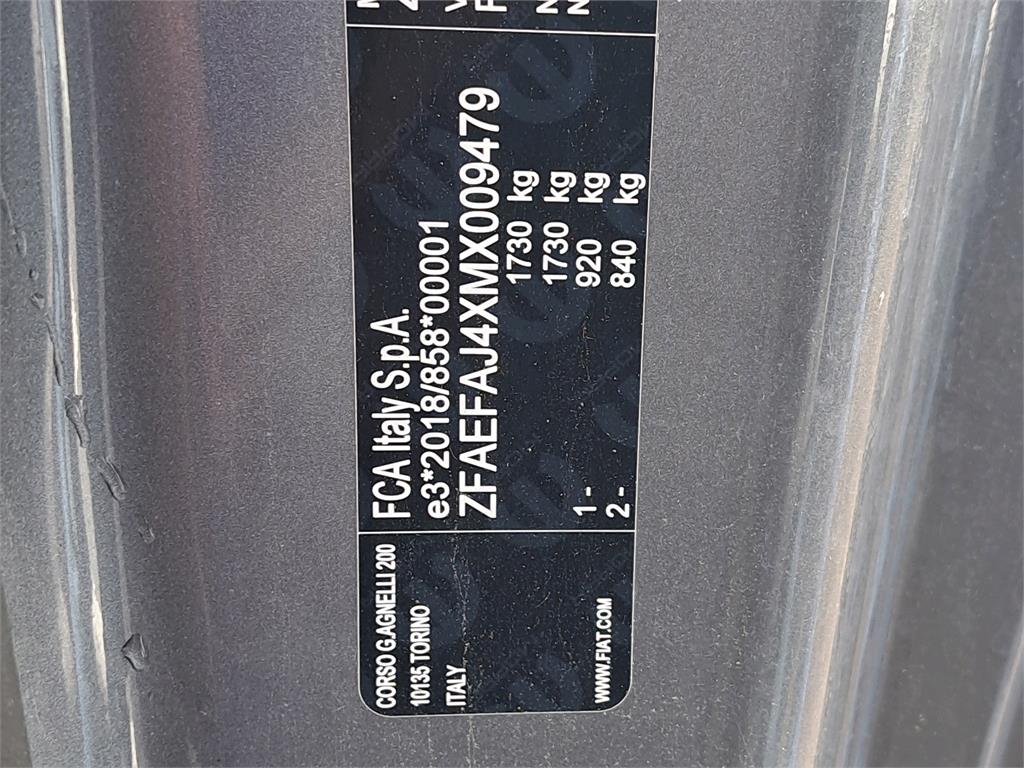 CORSO G.AGNELLI 200
10135 TORINO
ITALY
WWW.FIAT.COM
FCA Italy S.p.A.
e3*2018/858*00001
ZFAEFAJ4XMX009479
1730 kg
1730 kg
1- 920 kg
2- 840 kg